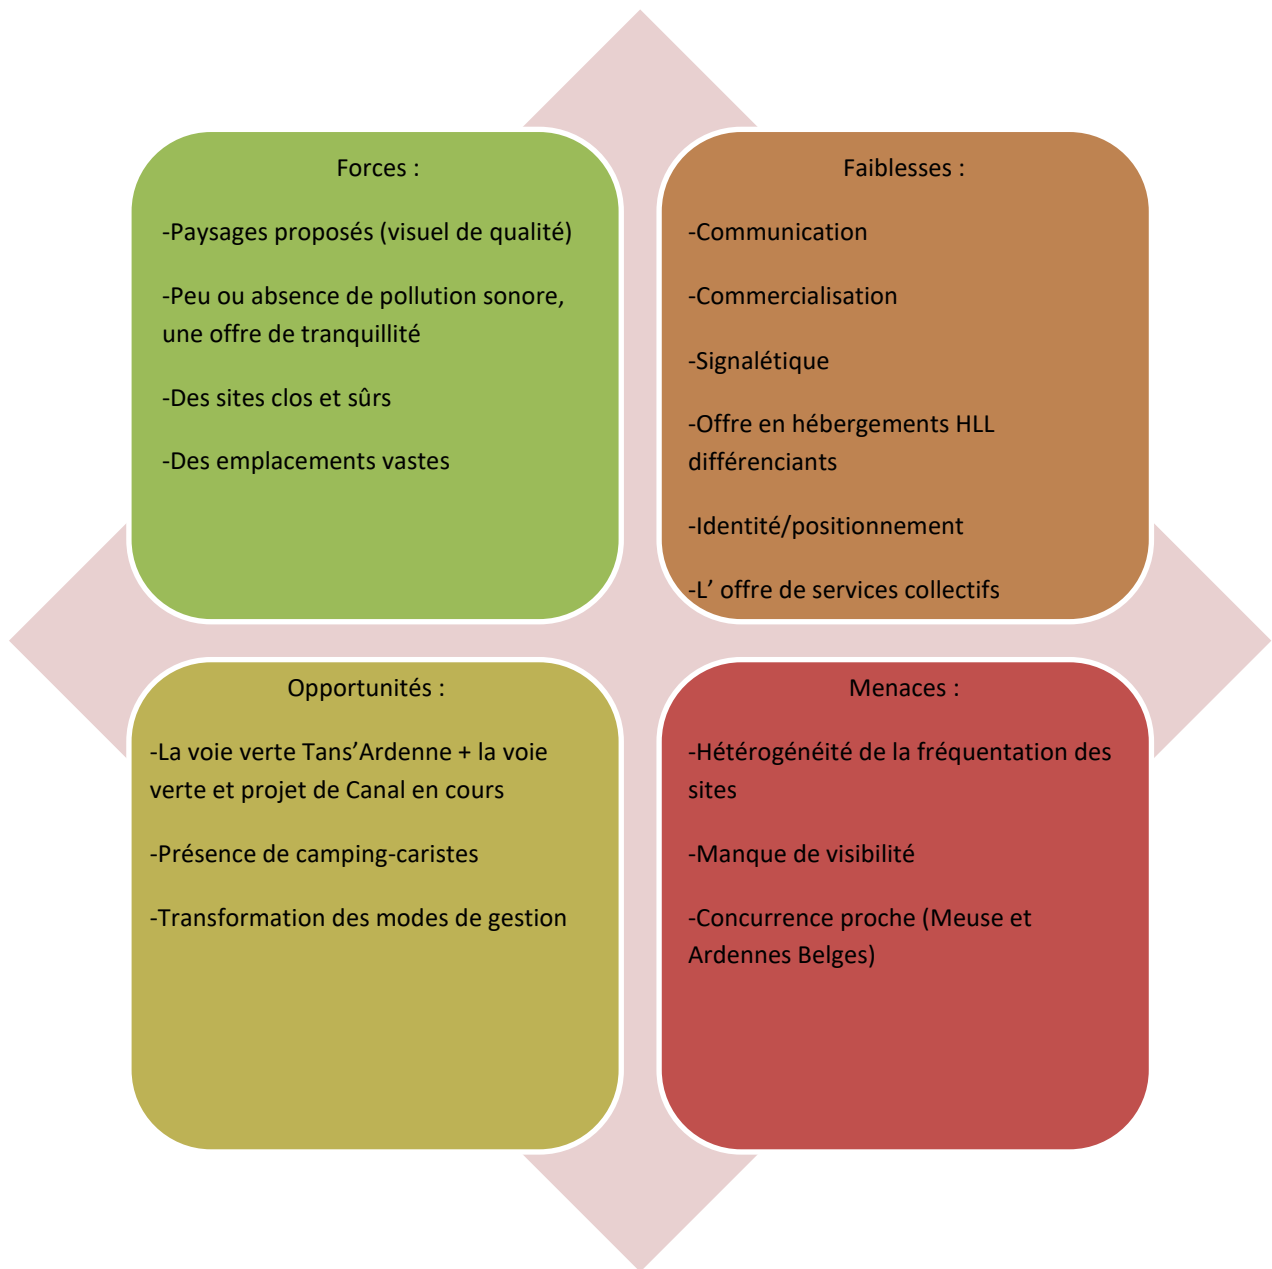 Forces :
-Paysages proposés (visuel de qualité)
-Peu ou absence de pollution sonore,
une offre de tranquillité
-Des sites clos et sûrs
-Des emplacements vastes
Faiblesses :
-Communication
-Commercialisation
-Signalétique
-Offre en hébergements HLL
différenciants
-Identité/positionnement
-L’ offre de services collectifs
Opportunités :
-La voie verte Tans’Ardenne + la voie
verte et projet de Canal en cours
-Présence de camping-caristes
-Transformation des modes de gestion
Menaces :
-Hétérogénéité de la fréquentation des
sites
-Manque de visibilité
-Concurrence proche (Meuse et
Ardennes Belges)